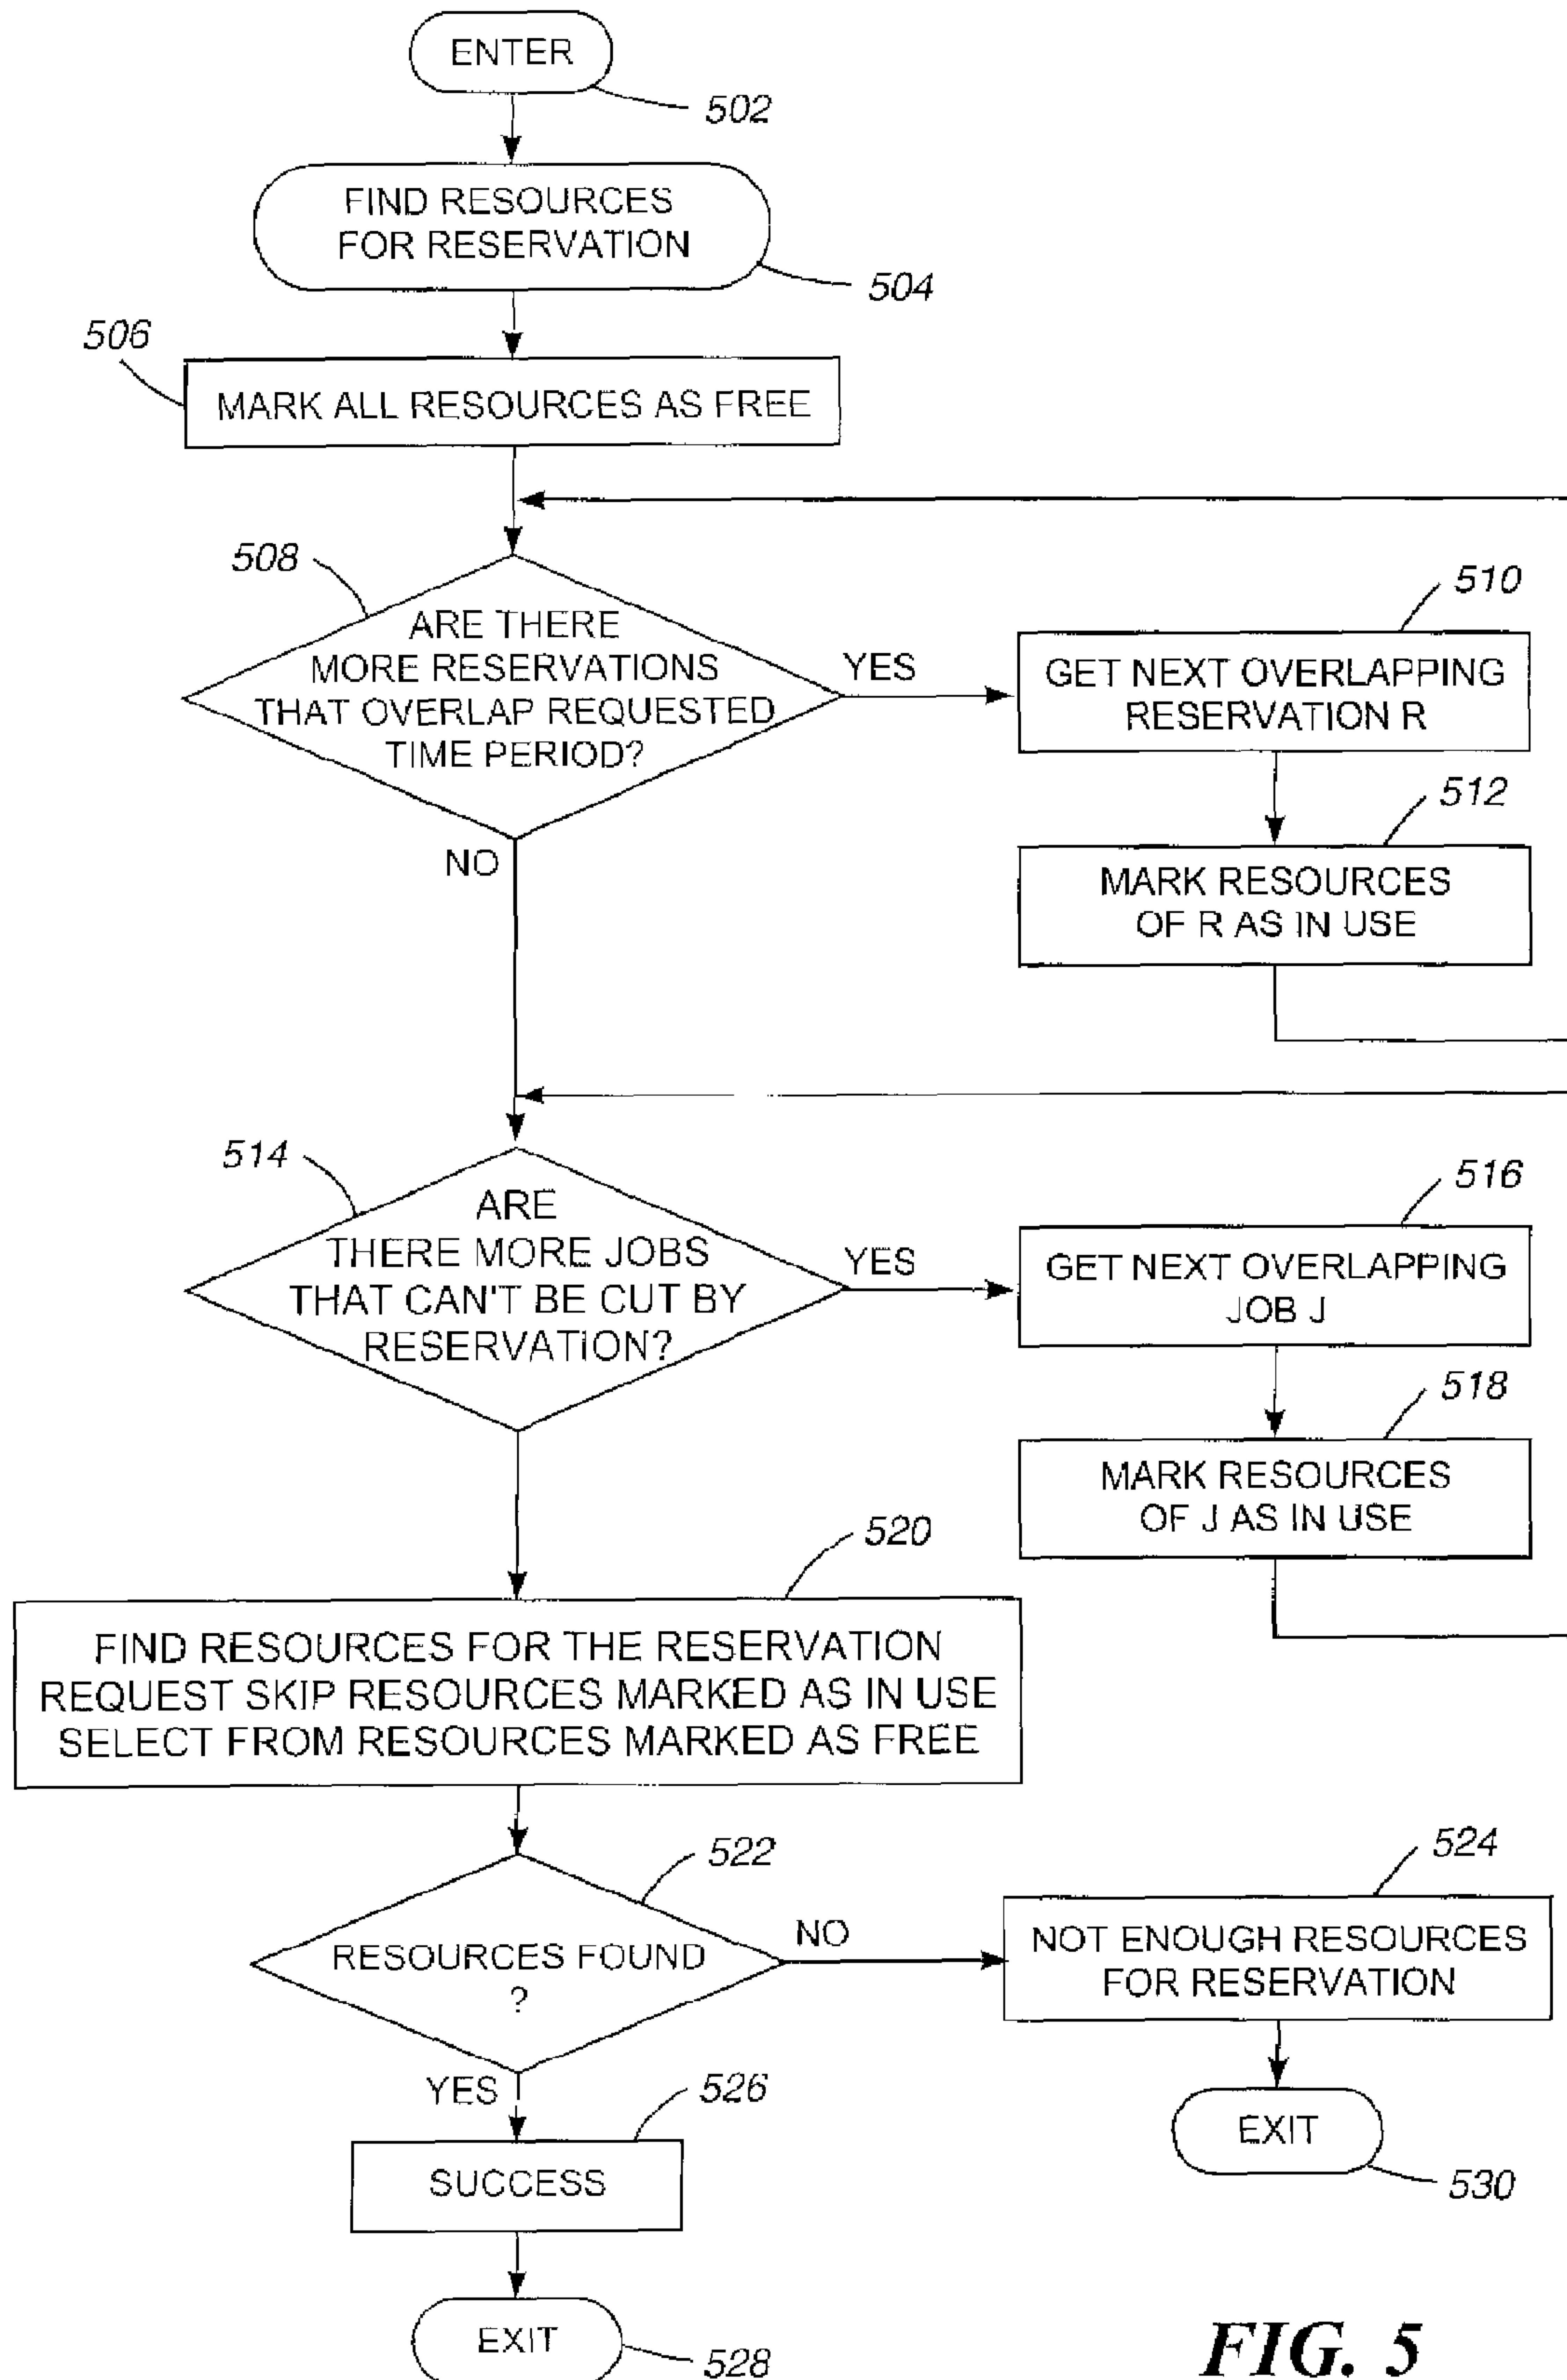 ENTER
502
FIND RESOURCES
FOR RESERVATION
504
506
MARK ALL RESOURCES AS FREE
508
ARE THERE
MORE RESERVATIONS
THAT OVERLAP REQUESTED
TIME PERIOD?
YES
NO
510
GET NEXT OVERLAPPING
RESERVATION R
512
MARK RESOURCES
OF R AS IN USE
514
ARE
THERE MORE JOBS
THAT CAN'T BE CUT BY
RESERVATION?
YES
516
GET NEXT OVERLAPPING
JOB J
518
MARK RESOURCES
OF J AS IN USE
520
FIND RESOURCES FOR THE RESERVATION
REQUEST SKIP RESOURCES MARKED AS IN USE
SELECT FROM RESOURCES MARKED AS FREE
522
RESOURCES FOUND
?
NO
524
NOT ENOUGH RESOURCES
FOR RESERVATION
YES
526
SUCCESS
EXIT
530
EXIT
528
FIG. 5